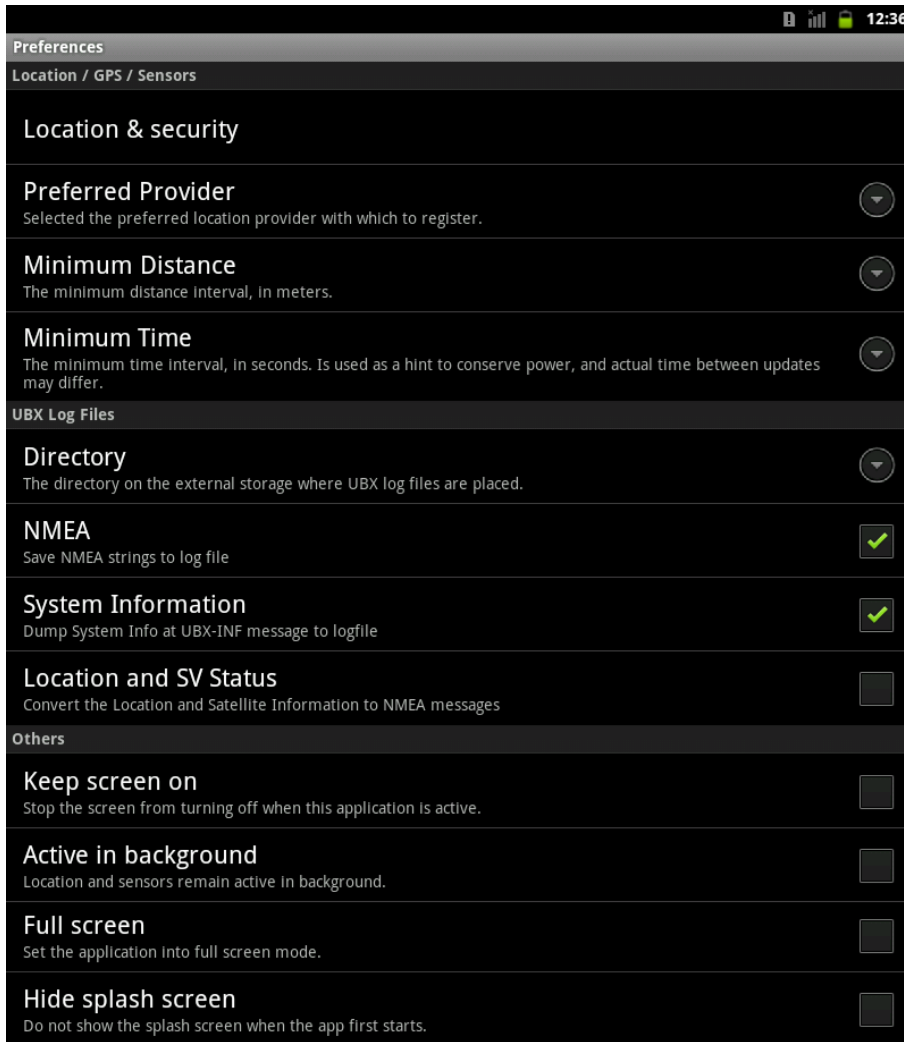 12:36
Preferences
Location / GPS / Sensors
Location & security
Preferred Provider
Selected the preferred location provider with which to register.
Minimum Distance
The minimum distance interval, in meters.
Minimum Time
The minimum time interval, in seconds. Is used as a hint to conserve power, and actual time between updates
may differ.
UBX Log Files
Directory
The directory on the external storage where UBX log files are placed.
NMEA
Save NMEA strings to log file
System Information
Dump System Info at UBX-INF message to logfile
Location and SV Status
Convert the Location and Satellite Information to NMEA messages
Others
Keep screen on
Stop the screen from turning off when this application is active.
Active in background
Location and sensors remain active in background.
Full screen
Set the application into full screen mode.
Hide splash screen
Do not show the splash screen when the app first starts.